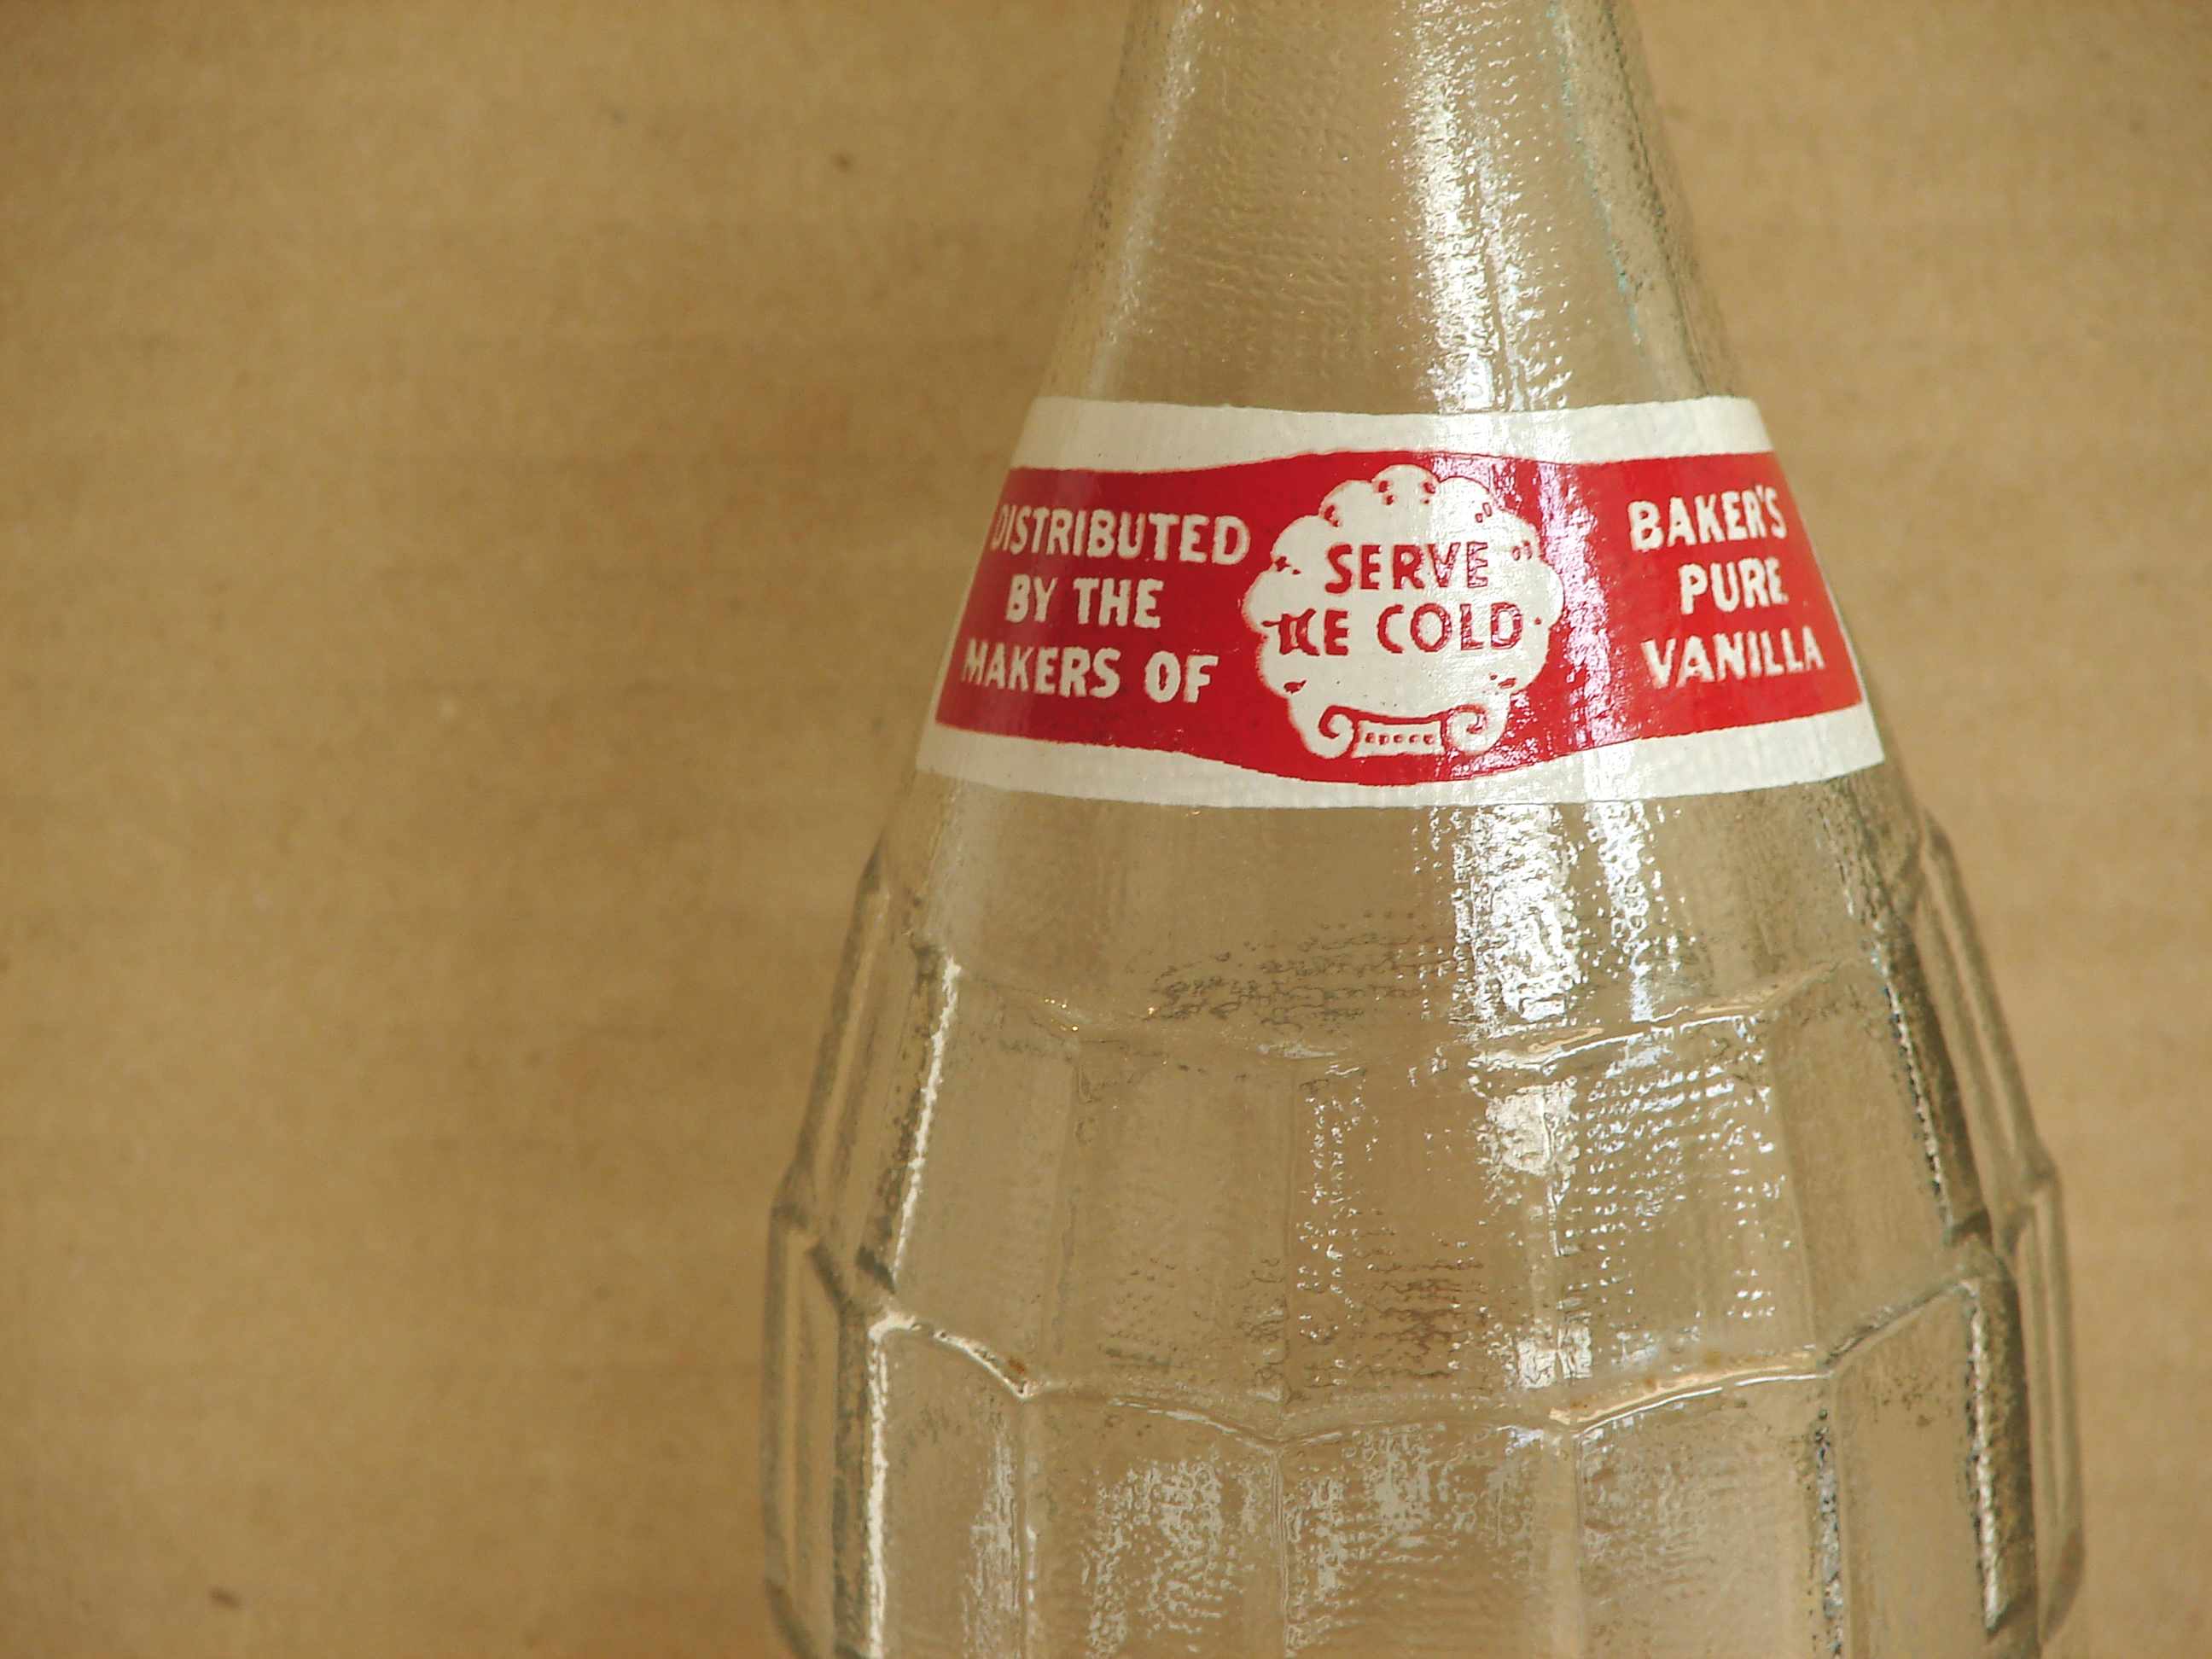 DISTRIBUTED
BY THE
MAKERS OF
SERVE
ICE COLD
BAKER'S
PURE
VANILLA